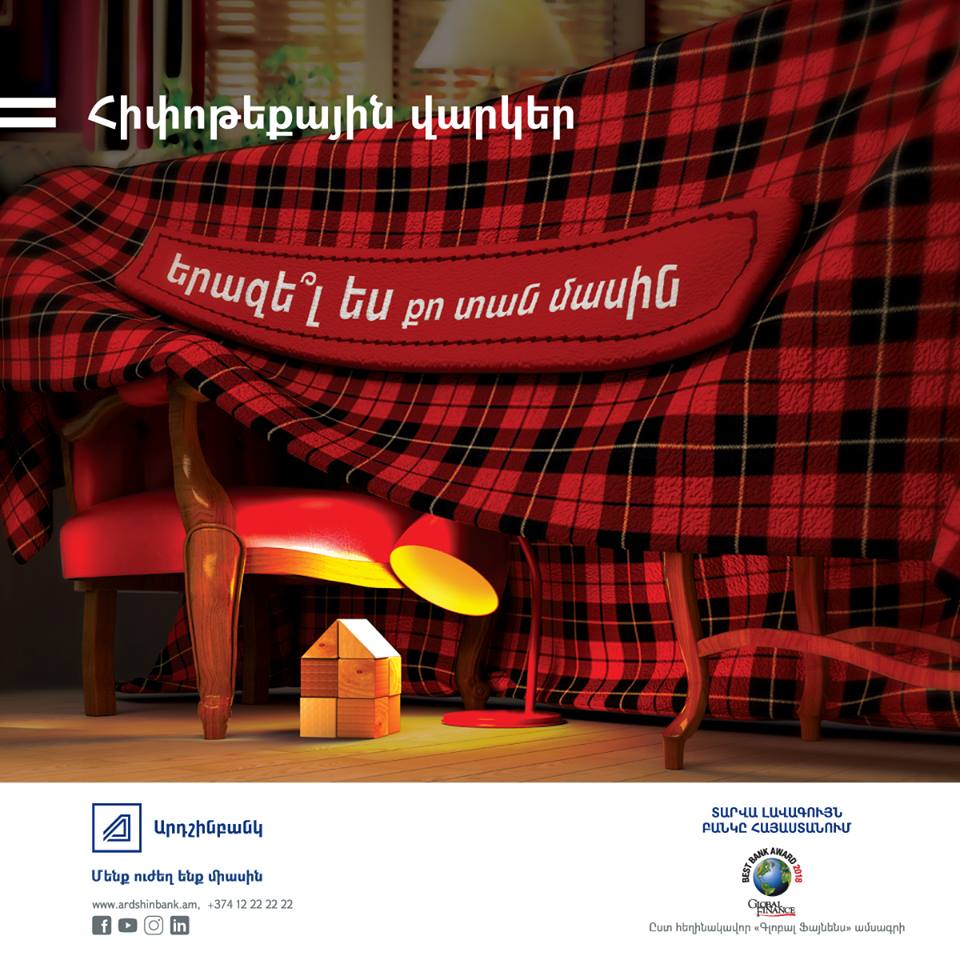 Հիփոթեքային վարկեր
երազե՞լ ես քո տան մասին
Արդշինբանկ
Մենք ուժեղ ենք միասին
www.ardshinbank.am, +374 12 22 22 22
ՏԱՐՎԱ ԼԱՎԱԳՈՒՅՆ
ԲԱՆԿԸ ՀԱՅԱՍՏԱՆՈՒՄ
BEST BANK AWARD 2018
GLOBAL
FINANCE
Ըստ հեղինակավոր «Գլոբալ Ֆայնենս» ամսագրի